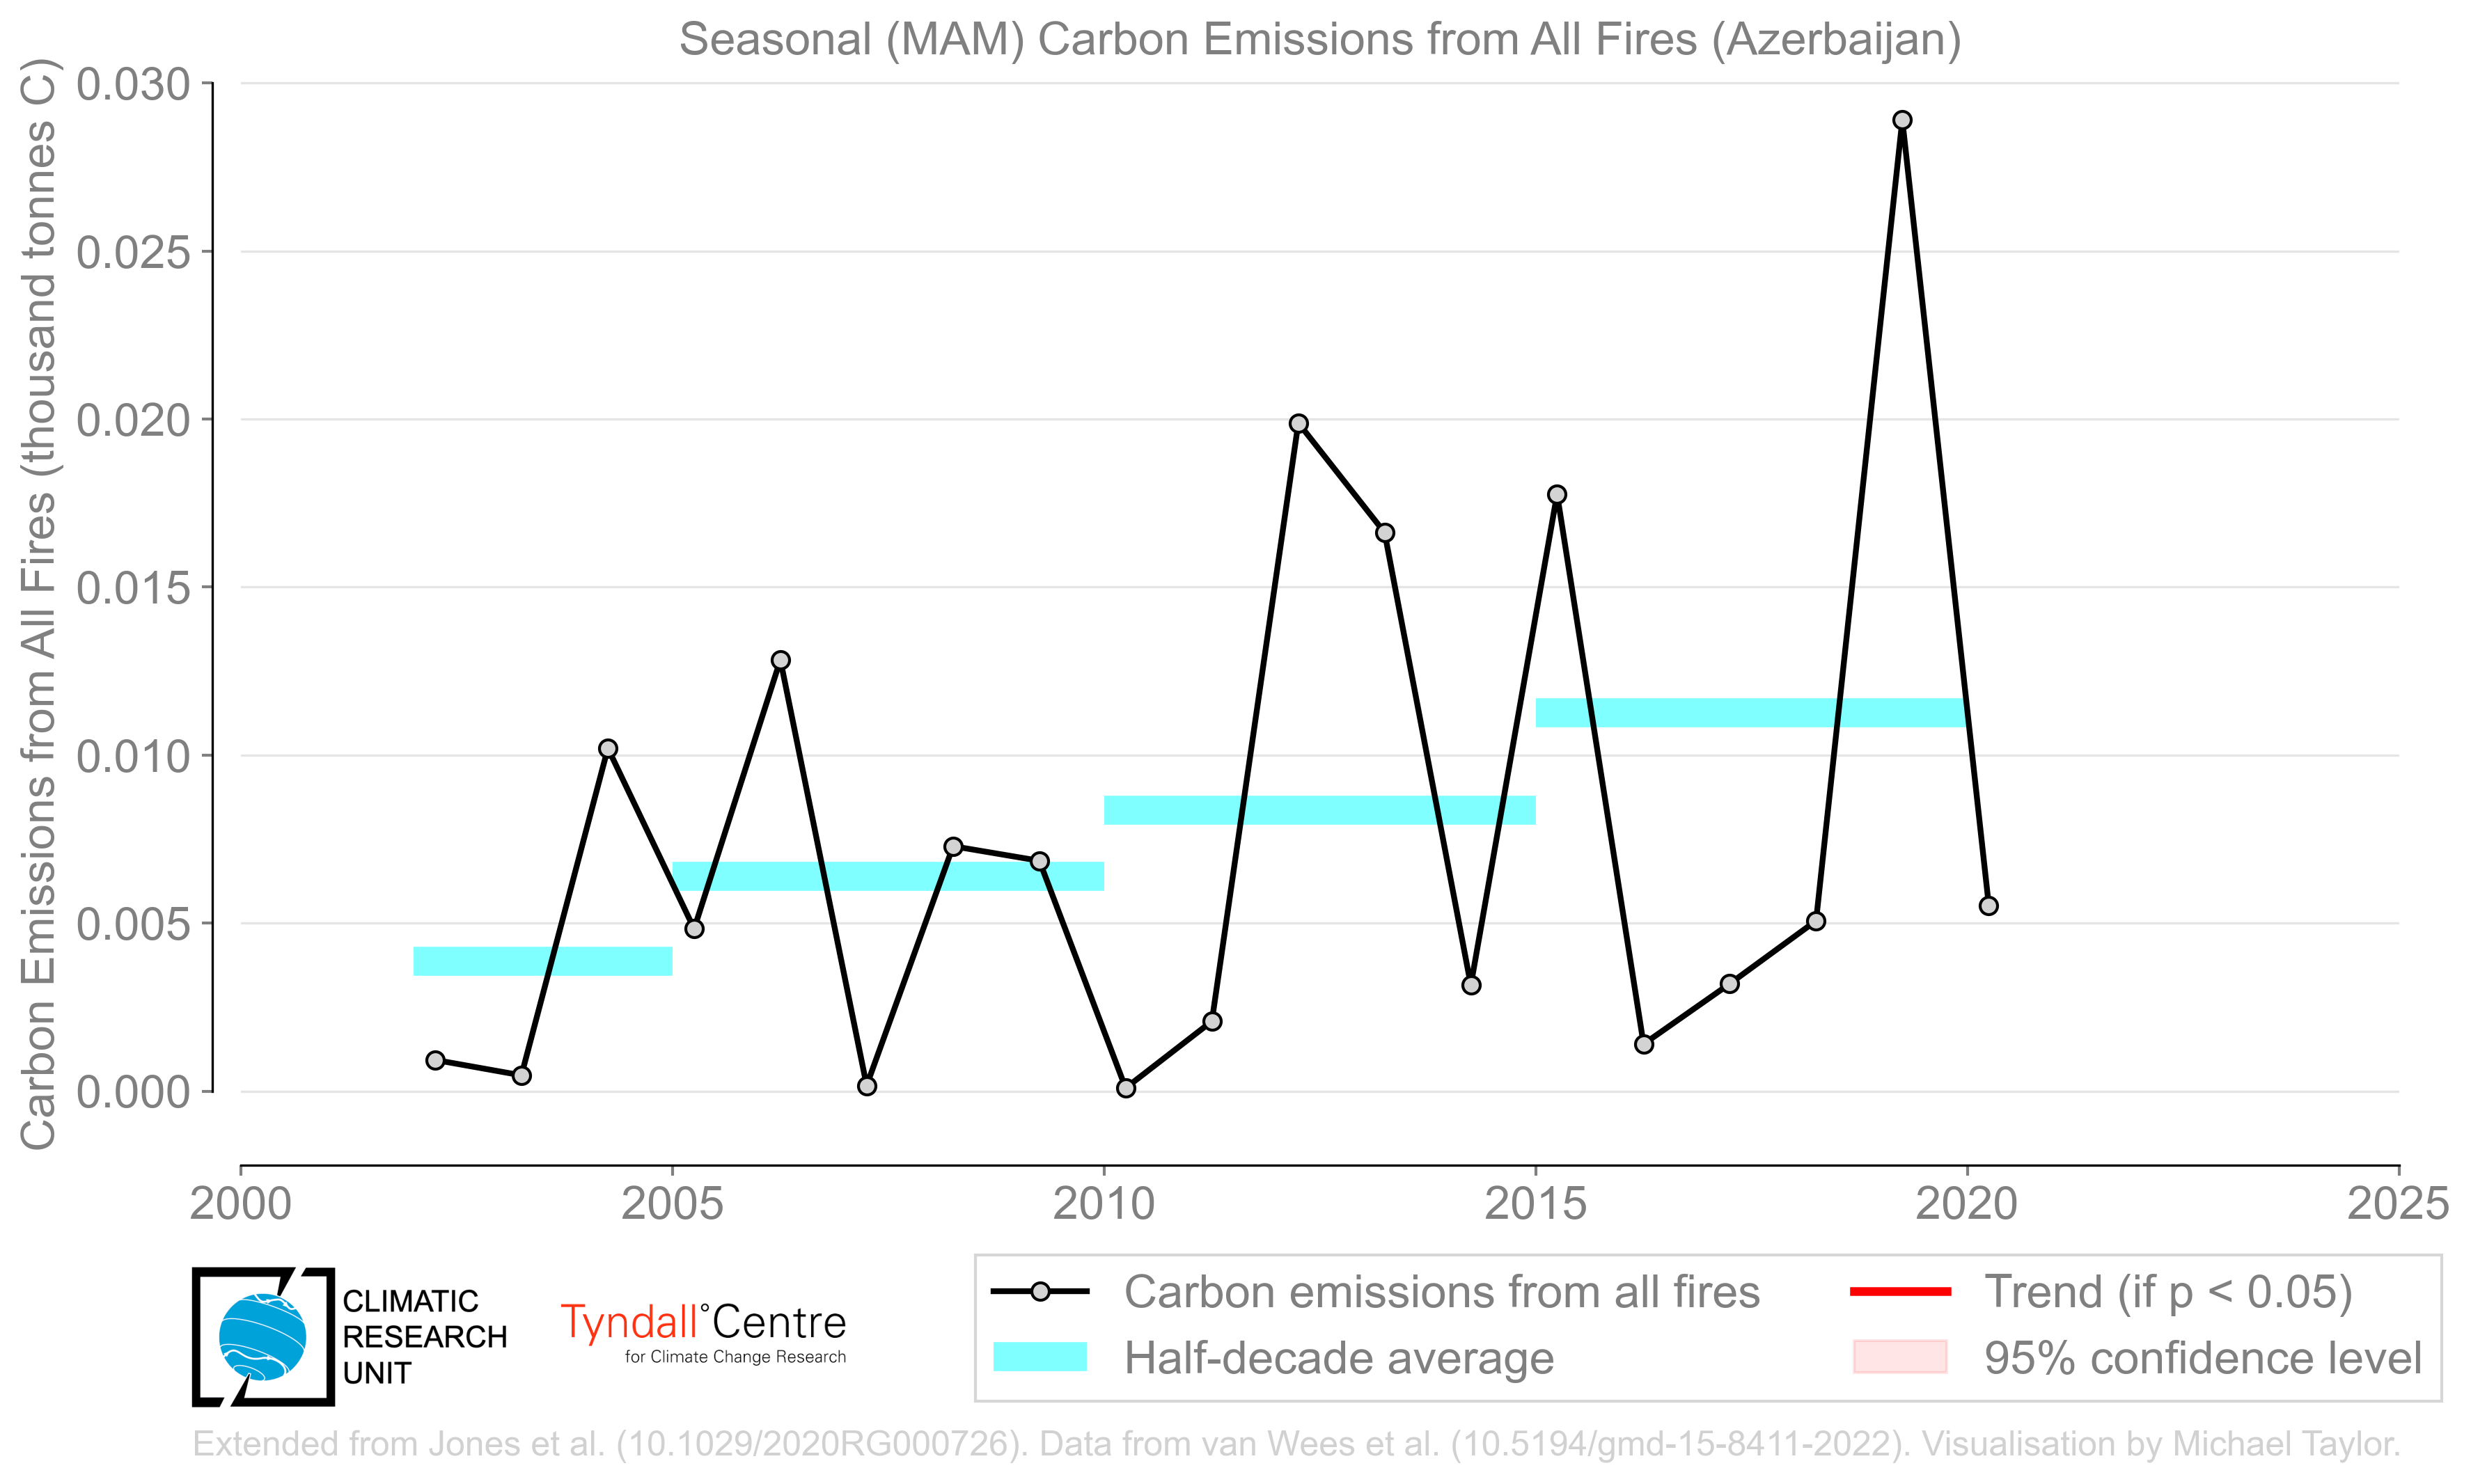 Seasonal (MAM) Carbon Emissions from All Fires (Azerbaijan)
Carbon Emissions from All Fires (thousand tonnes C)
0.030
0.025
0.020
0.015
0.010
0.005
0.000
2000
2005
2010
2015
2020
2025
CLIMATIC
RESEARCH
UNIT
Tyndall°Centre
for Climate Change Research
Carbon emissions from all fires
Half-decade average
Trend (if p < 0.05)
95% confidence level
Extended from Jones et al. (10.1029/2020RG000726). Data from van Wees et al. (10.5194/gmd-15-8411-2022). Visualisation by Michael Taylor.